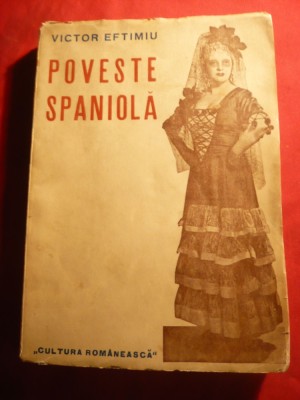 VICTOR EFTIMIU
POVESTE
SPANIOLĂ
„CULTURA ROMÂNEASCĂ"